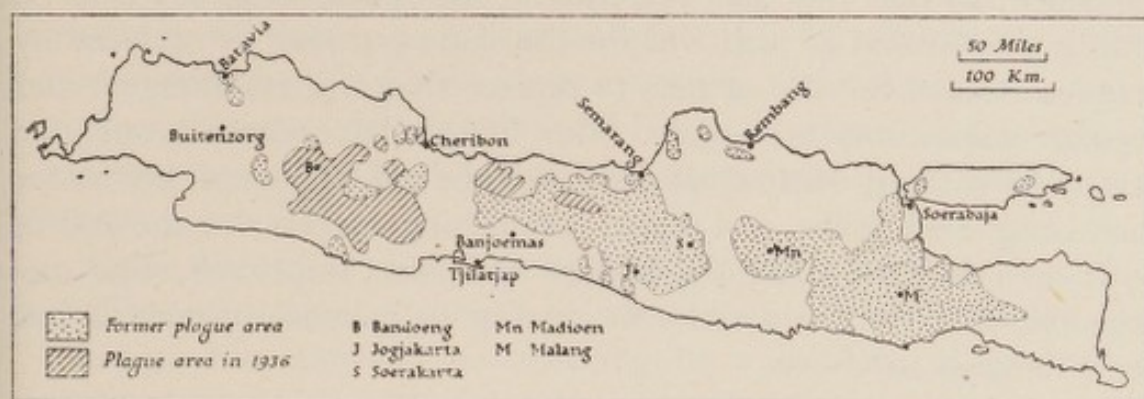 50 Miles
100 Km.
Batavia
Buitenzorg
Cheribon
Semarang
Rembang
Soerabaja
B
Banjoemas
Tjilatjap
S
J
Mn
M
Former plague area
Plague area in 1936
B Bandoeng
J Jogjakarta
S Soerakarta
Mn Madioen
M Malang